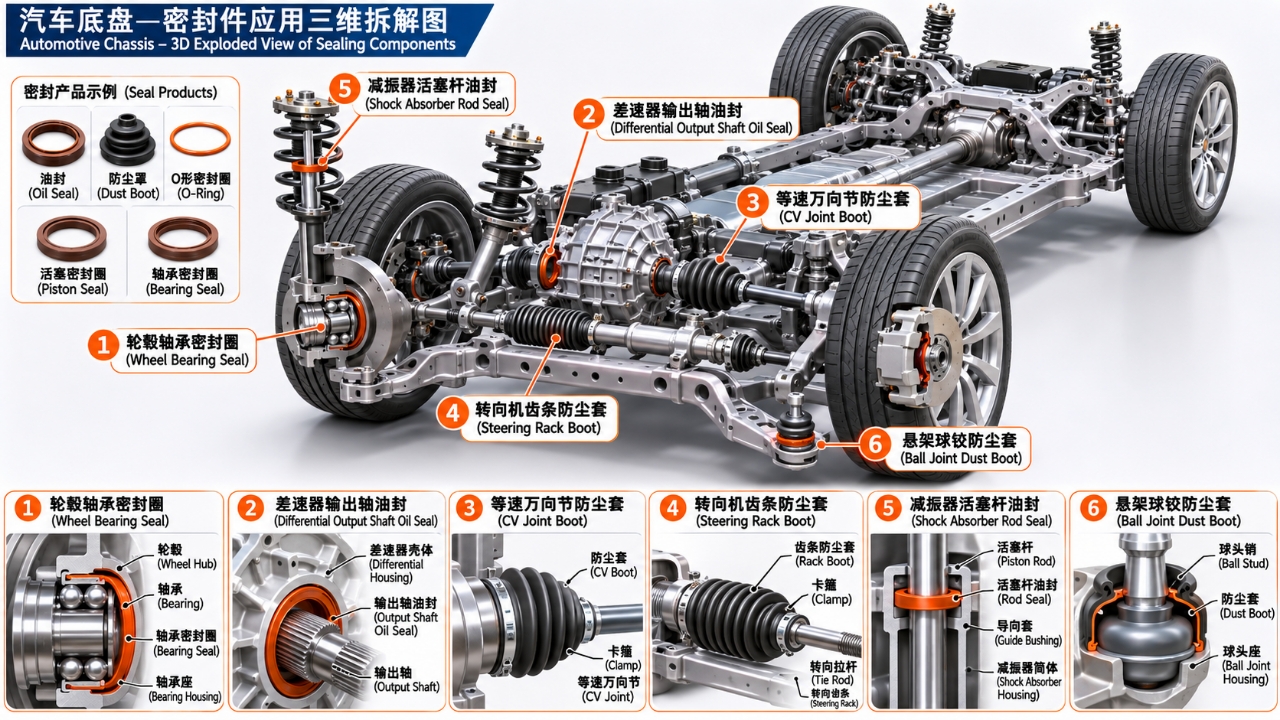 汽车底盘—密封件应用三维拆解图
Automotive Chassis – 3D Exploded View of Sealing Components
密封产品示例 (Seal Products)
油封
(Oil Seal)
防尘罩
(Dust Boot)
O形密封圈
(O-Ring)
活塞密封圈
(Piston Seal)
轴承密封圈
(Bearing Seal)
5
减振器活塞杆油封
(Shock Absorber Rod Seal)
2
差速器输出轴油封
(Differential Output Shaft Oil Seal)
3
等速万向节防尘套
(CV Joint Boot)
1
轮毂轴承密封圈
(Wheel Bearing Seal)
4
转向机齿条防尘套
(Steering Rack Boot)
6
悬架球铰防尘套
(Ball Joint Dust Boot)
1
轮毂轴承密封圈
(Wheel Bearing Seal)
轮毂
(Wheel Hub)
轴承
(Bearing)
轴承密封圈
(Bearing Seal)
轴承座
(Bearing Housing)
2
差速器输出轴油封
(Differential Output Shaft Oil Seal)
差速器壳体
(Differential
Housing)
输出轴油封
(Output Shaft
Oil Seal)
输出轴
(Output Shaft)
3
等速万向节防尘套
(CV Joint Boot)
防尘套
(CV Boot)
卡箍
(Clamp)
等速万向节
(CV Joint)
4
转向机齿条防尘套
(Steering Rack Boot)
齿条防尘套
(Rack Boot)
卡箍
(Clamp)
转向拉杆
(Tie Rod)
转向齿条
(Steering Rack)
5
减振器活塞杆油封
(Shock Absorber Rod Seal)
活塞杆
(Piston Rod)
活塞杆油封
(Rod Seal)
导向套
(Guide Bushing)
减振器筒体
(Shock Absorber
Housing)
6
悬架球铰防尘套
(Ball Joint Dust Boot)
球头销
(Ball Stud)
防尘套
(Dust Boot)
球头座
(Ball Joint
Housing)